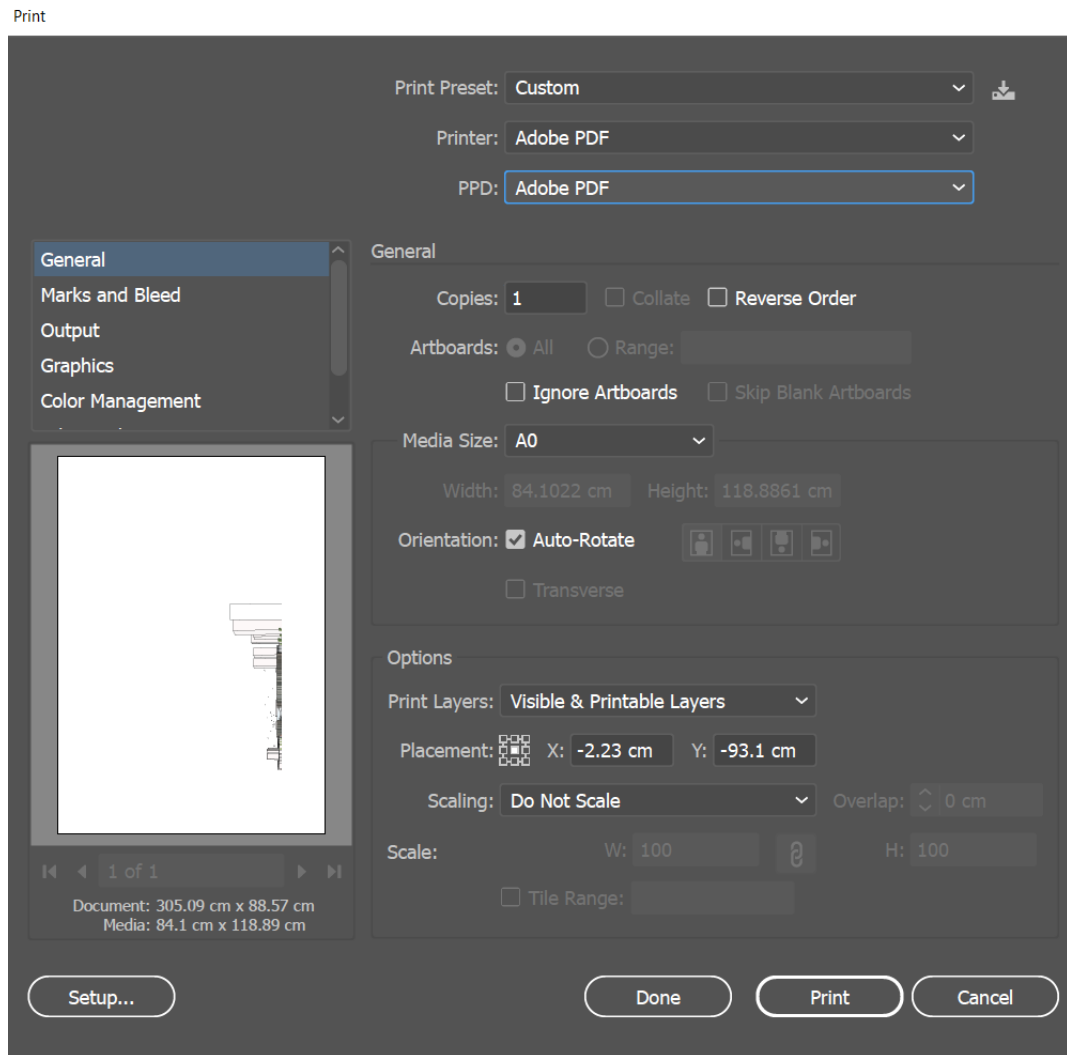 Print
Print Preset: Custom
Printer: Adobe PDF
PPD: Adobe PDF
General
Marks and Bleed
Output
Graphics
Color Management
General
Copies: 1 Collate Reverse Order
Artboards: All Range:
Ignore Artboards Skip Blank Artboards
Media Size: A0
Width: 84.1022 cm Height: 118.8861 cm
Orientation: Auto-Rotate
Transverse
Options
Print Layers: Visible & Printable Layers
Placement: X: -2.23 cm Y: -93.1 cm
Scaling: Do Not Scale Overlap: 0 cm
Scale: W: 100 H: 100
Tile Range:
1 of 1
Document: 305.09 cm x 88.57 cm
Media: 84.1 cm x 118.89 cm
Setup... Done Print Cancel